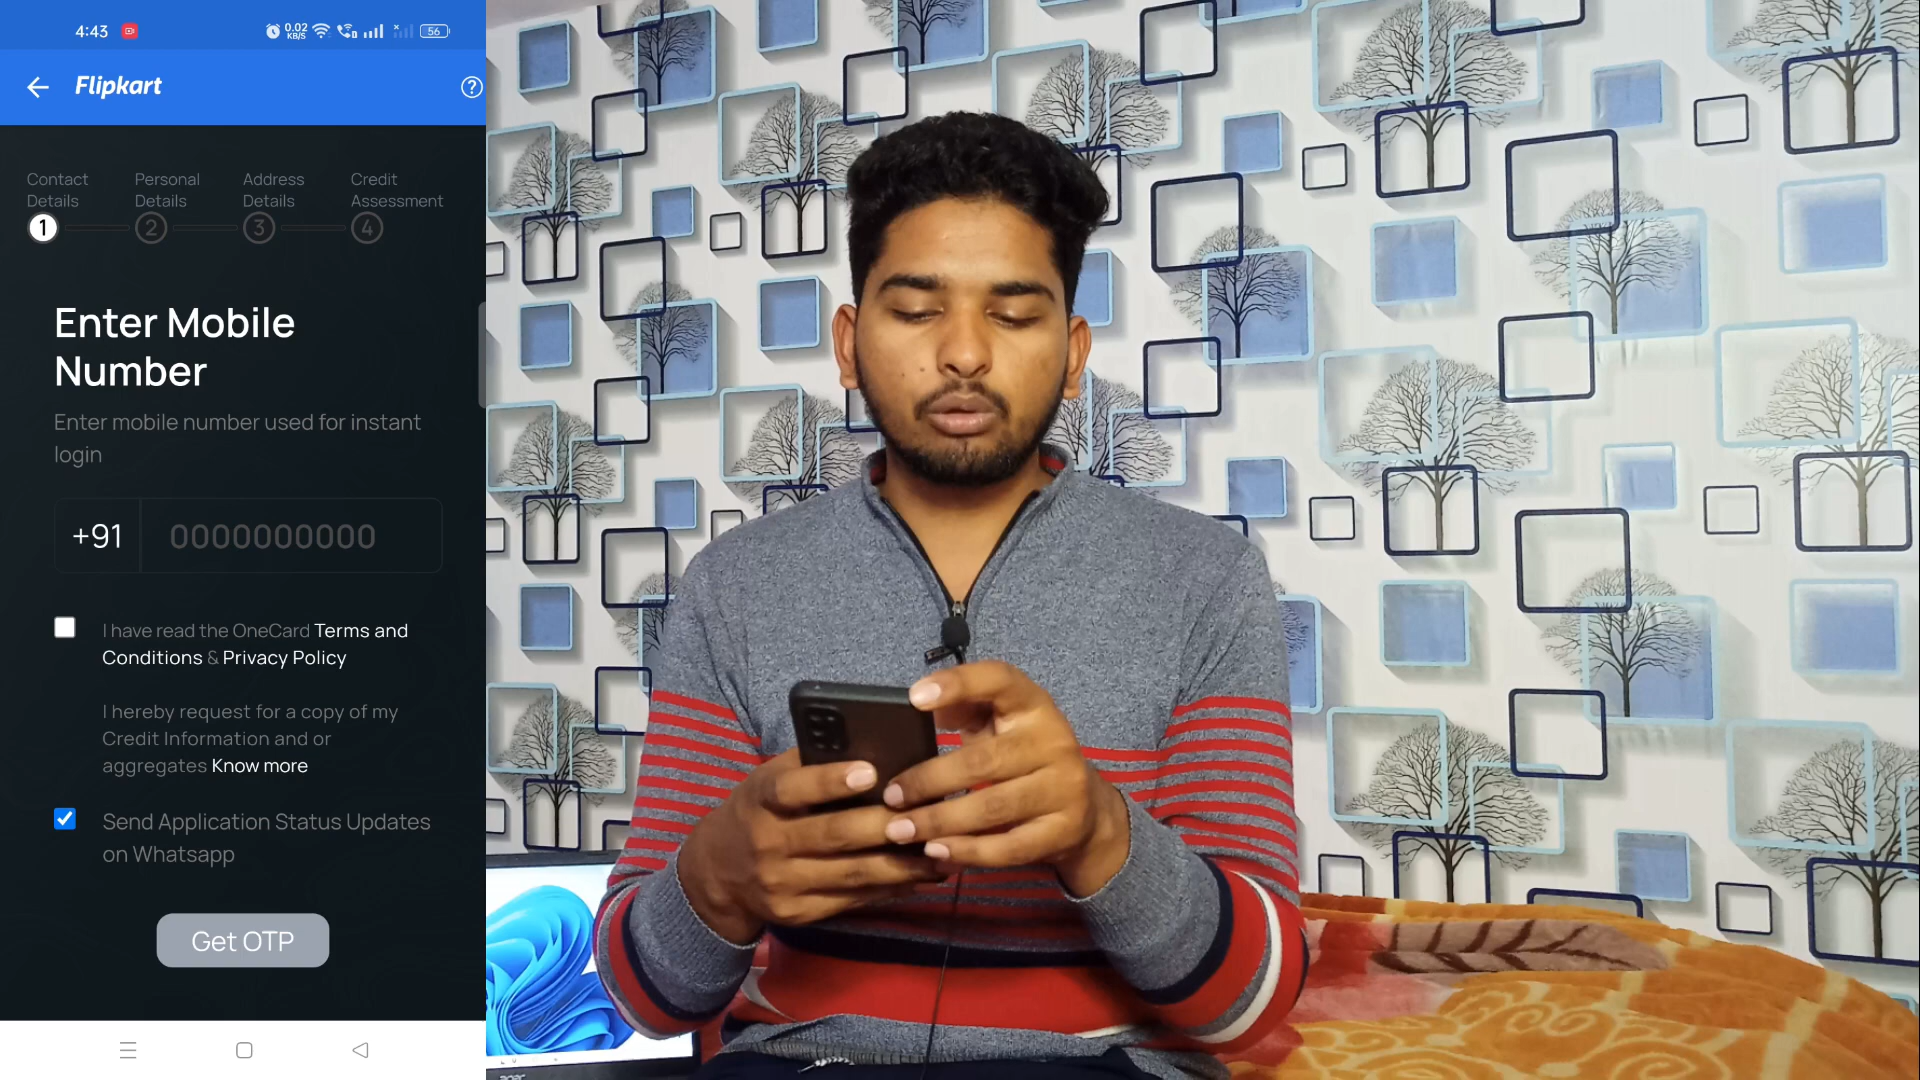 4:43
0.02
KB/S
56
Flipkart
Contact
Details
Personal
Details
Address
Details
Credit
Assessment
1
2
3
4
Enter Mobile
Number
Enter mobile number used for instant
login
+91
0000000000
I have read the OneCard Terms and
Conditions & Privacy Policy
I hereby request for a copy of my
Credit Information and or
aggregates Know more
Send Application Status Updates
on Whatsapp
Get OTP
acer